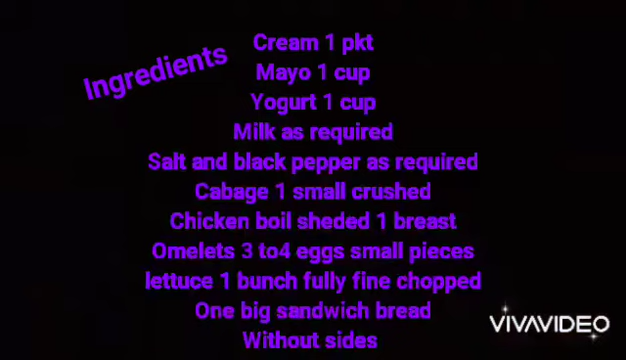 Ingredients
Cream 1 pkt
Mayo 1 cup
Yogurt 1 cup
Milk as required
Salt and black pepper as required
Cabage 1 small crushed
Chicken boil sheded 1 breast
Omelets 3 to4 eggs small pieces
lettuce 1 bunch fully fine chopped
One big sandwich bread
Without sides
VIVAVIDEO